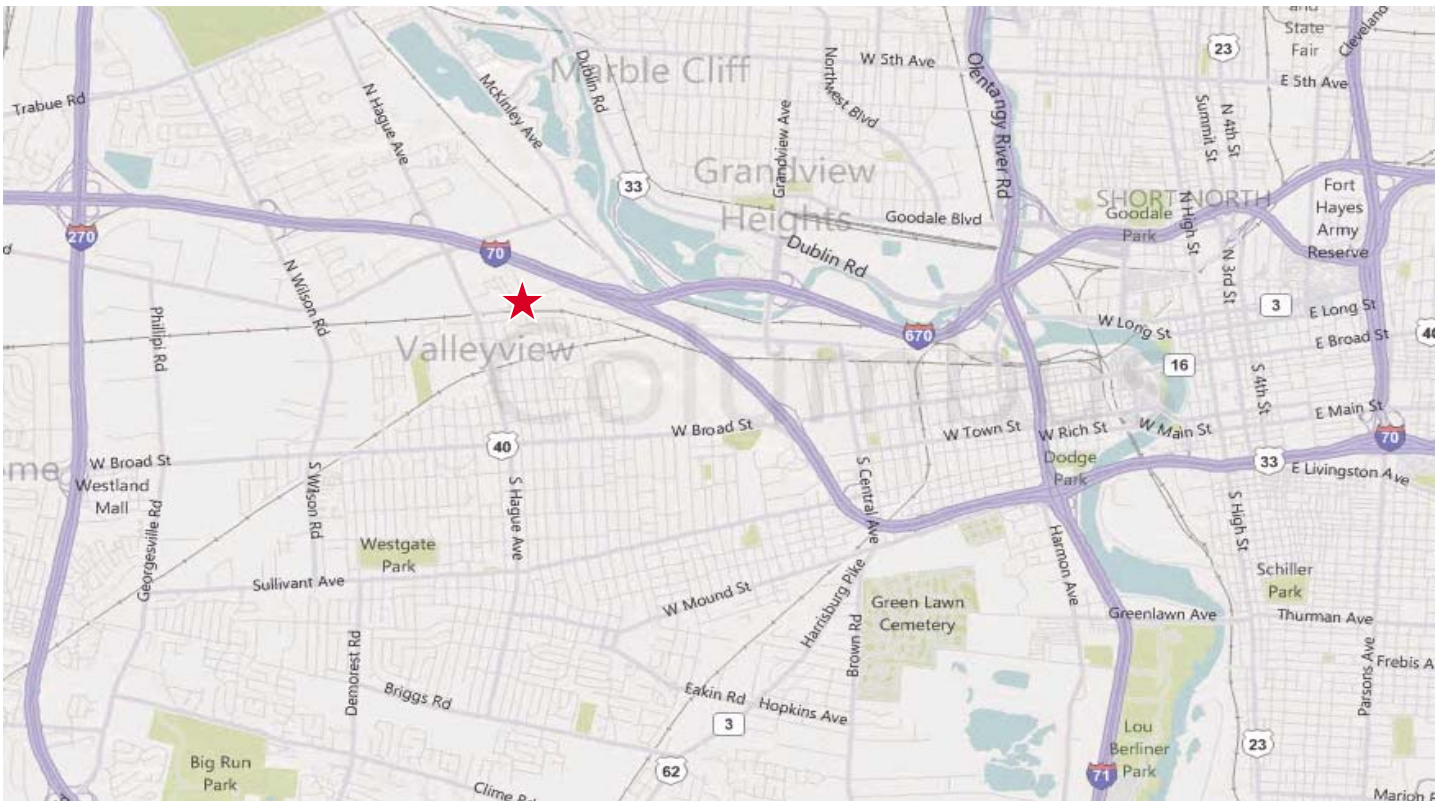 and
State
Fair
Cleveland
23
W 5th Ave
E 5th Ave
Marble Cliff
Dublin Rd
Northwest Blvd
Olentangy River Rd
Trabue Rd
N Hague Ave
McKinley Ave
Grandview Ave
Summit St
N 4th St
33
Grandview
Heights
SHORT NORTH
Goodale Blvd
Goodale
Park
N High St
Fort
Hayes
Army
Reserve
270
70
Dublin Rd
N 3rd St
N Wilson Rd
Phillipi Rd
3
E Long St
W Long St
E Broad St
40
670
Valleyview
16
S 4th St
E Main St
W Broad St
W Town St
W Rich St
W Main St
70
40
33
E Livingston Ave
Dodge
Park
me
W Broad St
Westland
Mall
S Wilson Rd
S Hague Ave
S Central Ave
S High St
Georgesville Rd
Westgate
Park
Sullivant Ave
W Mound St
Harrisburg Pike
Harmon Ave
Schiller
Park
Green Lawn
Cemetery
Greenlawn Ave
Thurman Ave
Brown Rd
Demorest Rd
Briggs Rd
Eakin Rd
Hopkins Ave
3
Parsons Ave
Frebis A
Lou
Berliner
Park
23
Big Run
Park
62
71
Clime Rd
Marion